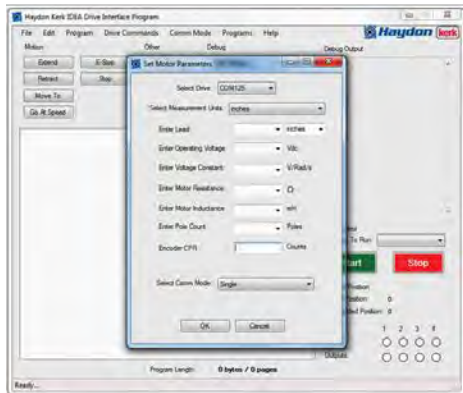 Haydon Kerk IDEA Drive Interface Program
File Edit Program Drive Commands Comm Mode Programs Help
Haydon kerk
Motion Other Debug Debug Output
Extend E-Stop
Retract Stop
Move To
Go At Speed
Set Motor Parameters
Select Drive: COM125
Select Measurement Units: inches
Enter Lead: inches
Enter Operating Voltage: Vdc
Enter Voltage Constant: V/Rad/s
Enter Motor Resistance: Ω
Enter Motor Inductance: mH
Enter Pole Count: Poles
Encoder CPR: Counts
Select Comm Mode: Single
OK Cancel
To Run:
Stop
0
Position: 0
1 2 3 4
Outputs:
Program Length: 0 bytes / 0 pages
Ready...